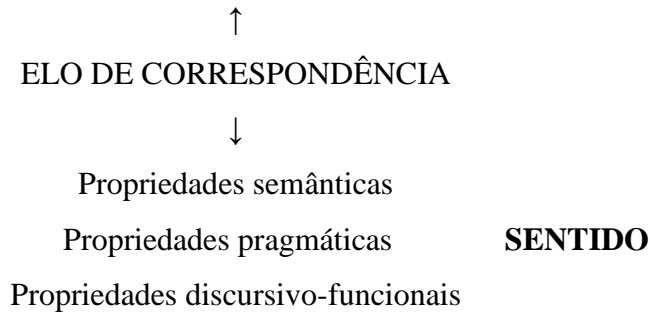 ↑
ELO DE CORRESPONDÊNCIA
↓
Propriedades semânticas
Propriedades pragmáticas SENTIDO
Propriedades discursivo-funcionais